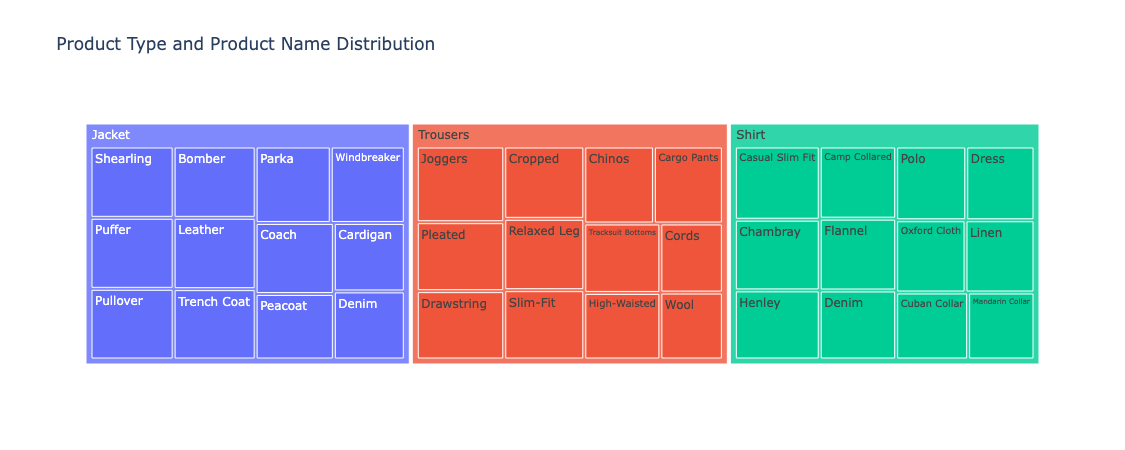 Product Type and Product Name Distribution
Jacket
Shearling
Bomber
Parka
Windbreaker
Puffer
Leather
Coach
Cardigan
Pullover
Trench Coat
Peacoat
Denim
Trousers
Joggers
Cropped
Chinos
Cargo Pants
Pleated
Relaxed Leg
Tracksuit Bottoms
Cords
Drawstring
Slim-Fit
High-Waisted
Wool
Shirt
Casual Slim Fit
Camp Collared
Polo
Dress
Chambray
Flannel
Oxford Cloth
Linen
Henley
Denim
Cuban Collar
Mandarin Collar